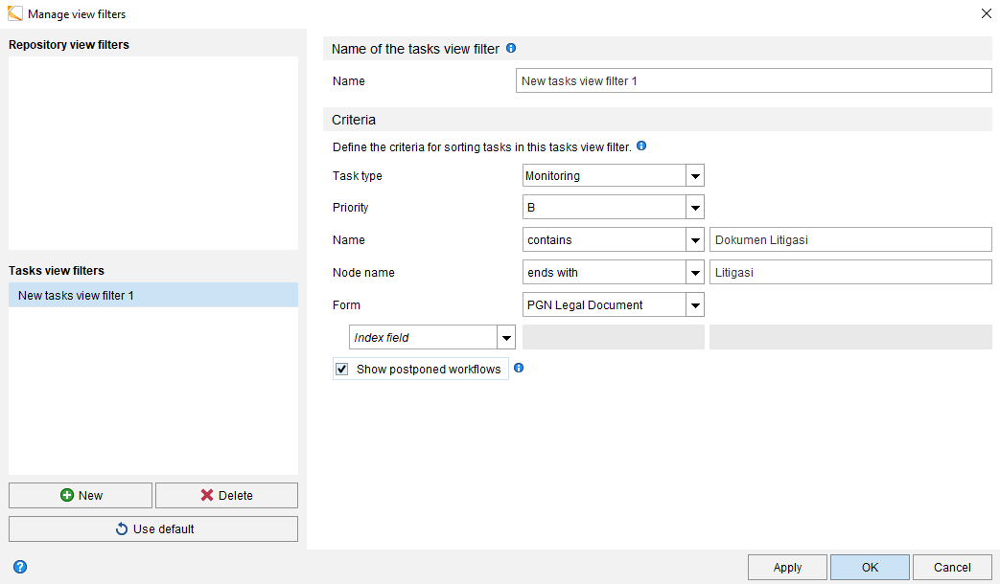 Manage view filters
Repository view filters
Tasks view filters
New tasks view filter 1
New
Delete
Use default
Name of the tasks view filter
Name
New tasks view filter 1
Criteria
Define the criteria for sorting tasks in this tasks view filter.
Task type
Monitoring
Priority
B
Name
contains
Dokumen Litigasi
Node name
ends with
Litigasi
Form
PGN Legal Document
Index field
Show postponed workflows
Apply
OK
Cancel